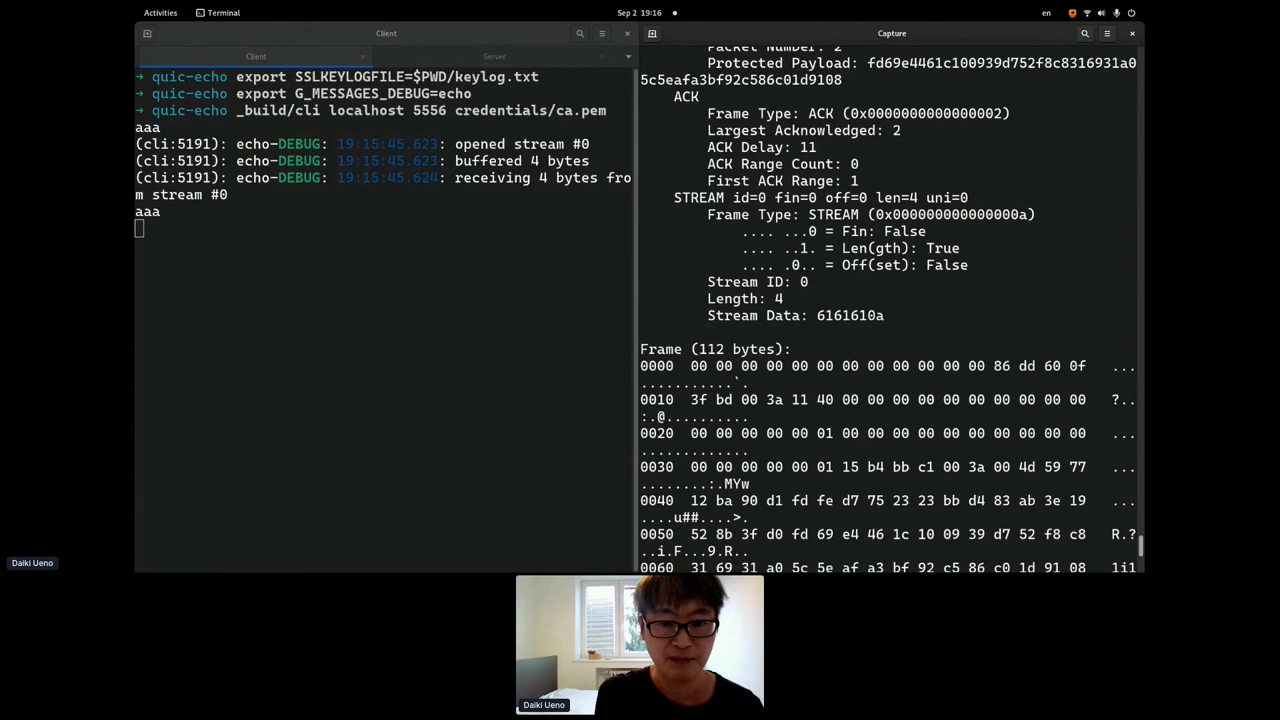 Activities Terminal Sep 2 19:16 en
Client
Client Server
→ quic-echo export SSLKEYLOGFILE=$PWD/keylog.txt
→ quic-echo export G_MESSAGES_DEBUG=echo
→ quic-echo _build/cli localhost 5556 credentials/ca.pem
aaa
(cli:5191): echo-DEBUG: 19:15:45.623: opened stream #0
(cli:5191): echo-DEBUG: 19:15:45.623: buffered 4 bytes
(cli:5191): echo-DEBUG: 19:15:45.624: receiving 4 bytes fro
m stream #0
aaa
Capture
Packet Number: 2
Protected Payload: fd69e4461c100939d752f8c8316931a0
5c5eafa3bf92c586c01d9108
ACK
Frame Type: ACK (0x0000000000000002)
Largest Acknowledged: 2
ACK Delay: 11
ACK Range Count: 0
First ACK Range: 1
STREAM id=0 fin=0 off=0 len=4 uni=0
Frame Type: STREAM (0x000000000000000a)
.... ...0 = Fin: False
.... ..1. = Len(gth): True
.... .0.. = Off(set): False
Stream ID: 0
Length: 4
Stream Data: 6161610a
Frame (112 bytes):
0000 00 00 00 00 00 00 00 00 00 00 00 00 86 dd 60 0f ...
...........`.
0010 3f bd 00 3a 11 40 00 00 00 00 00 00 00 00 00 00 ?..
:.@..........
0020 00 00 00 00 00 01 00 00 00 00 00 00 00 00 00 00 ...
.............
0030 00 00 00 00 00 01 15 b4 bb c1 00 3a 00 4d 59 77 ...
........:.MYw
0040 12 ba 90 d1 fd fe d7 75 23 23 bb d4 83 ab 3e 19 ...
....u##....>.
0050 52 8b 3f d0 fd 69 e4 46 1c 10 09 39 d7 52 f8 c8 R.?
..i.F...9.R..
0060 31 69 31 a0 5c 5e af a3 bf 92 c5 86 c0 1d 91 08 1i1
Daiki Ueno
Daiki Ueno